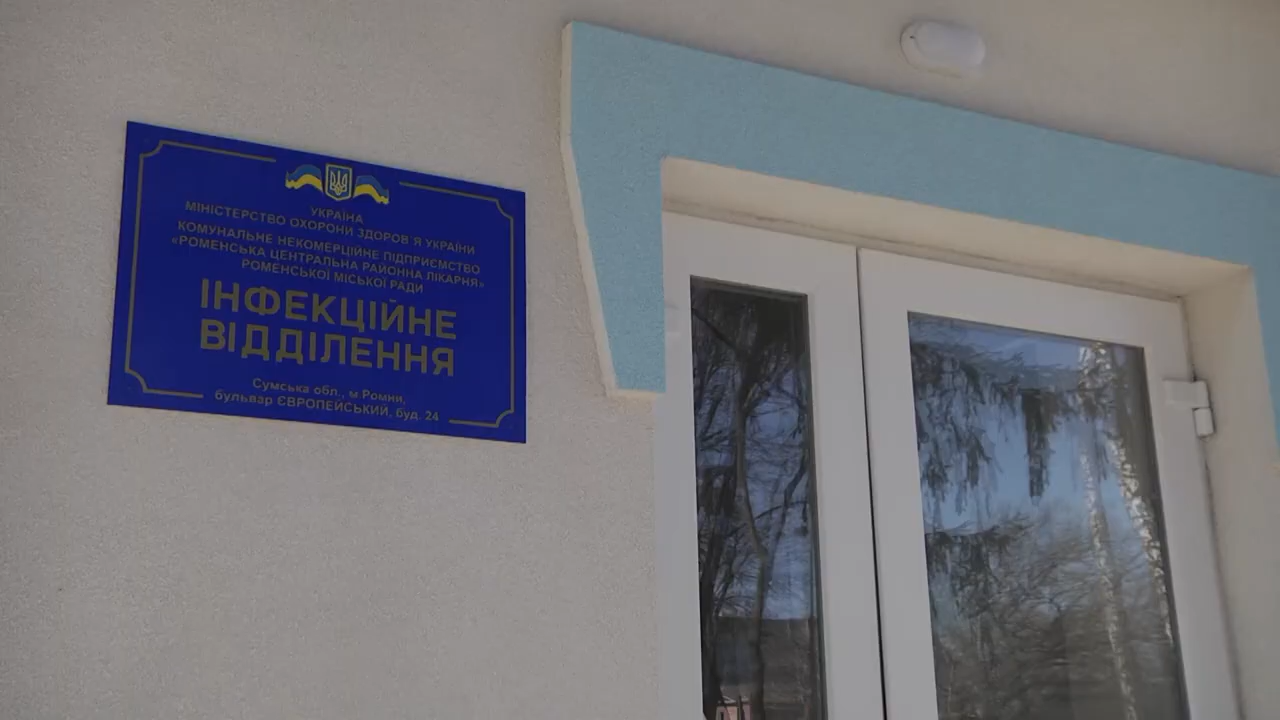 УКРАЇНА
МІНІСТЕРСТВО ОХОРОНИ ЗДОРОВ'Я УКРАЇНИ
КОМУНАЛЬНЕ НЕКОМЕРЦІЙНЕ ПІДПРИЄМСТВО
«РОМЕНСЬКА ЦЕНТРАЛЬНА РАЙОННА ЛІКАРНЯ»
РОМЕНСЬКОЇ МІСЬКОЇ РАДИ
ІНФЕКЦІЙНЕ
ВІДДІЛЕННЯ
Сумська обл., м Ромни,
бульвар ЄВРОПЕЙСЬКИЙ, буд. 24